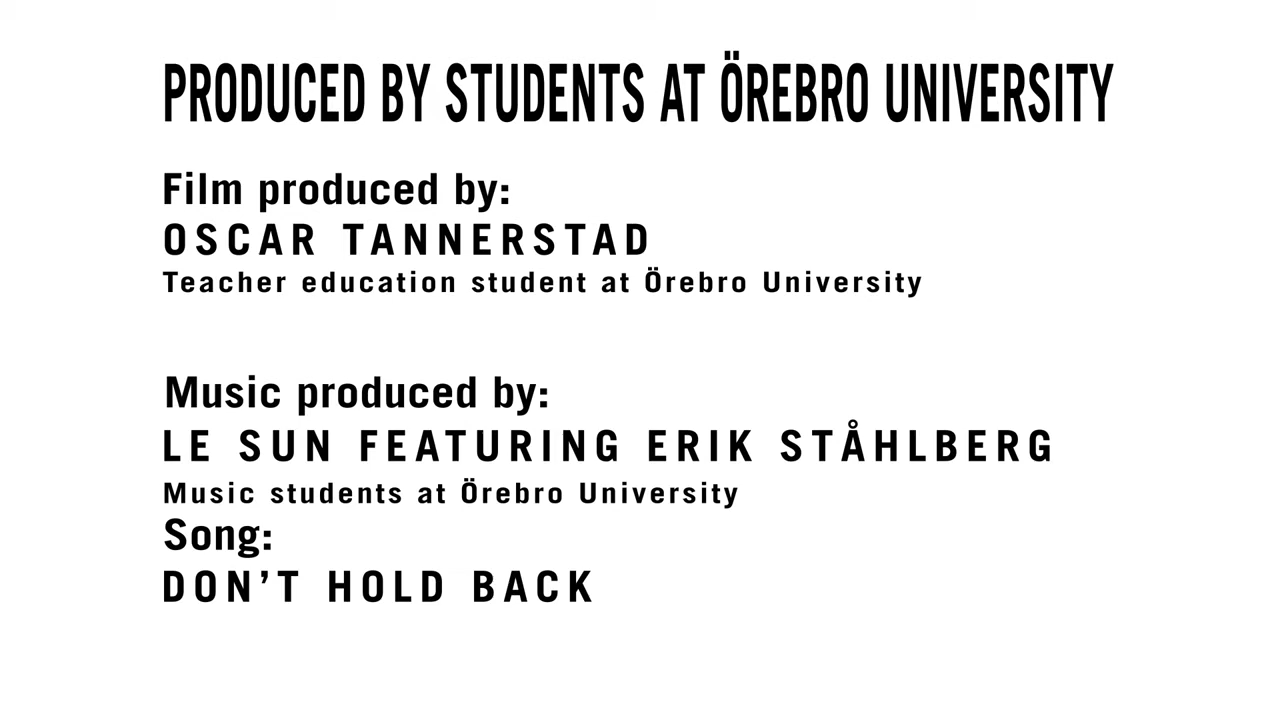 PRODUCED BY STUDENTS AT ÖREBRO UNIVERSITY
Film produced by:
OSCAR TANNERSTAD
Teacher education student at Örebro University
Music produced by:
LE SUN FEATURING ERIK STÅHLBERG
Music students at Örebro University
Song:
DON’T HOLD BACK